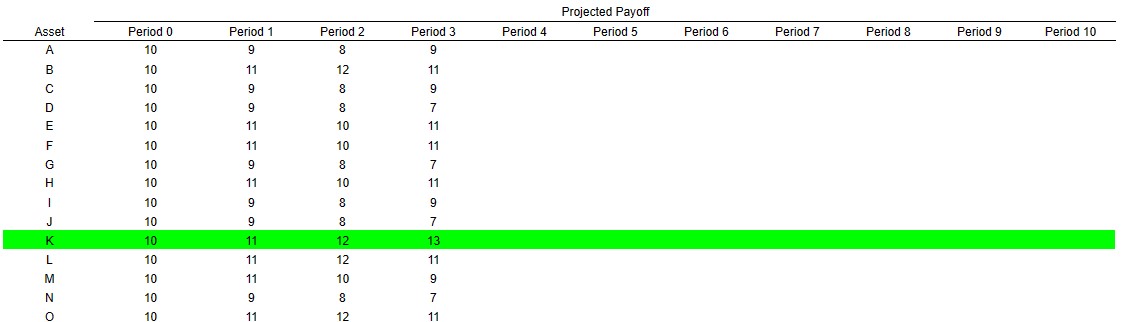 Projected Payoff
Asset Period 0 Period 1 Period 2 Period 3 Period 4 Period 5 Period 6 Period 7 Period 8 Period 9 Period 10
A 10 9 8 9
B 10 11 12 11
C 10 9 8 9
D 10 9 8 7
E 10 11 10 11
F 10 11 10 11
G 10 9 8 7
H 10 11 10 11
I 10 9 8 9
J 10 9 8 7
K 10 11 12 13
L 10 11 12 11
M 10 11 10 9
N 10 9 8 7
O 10 11 12 11